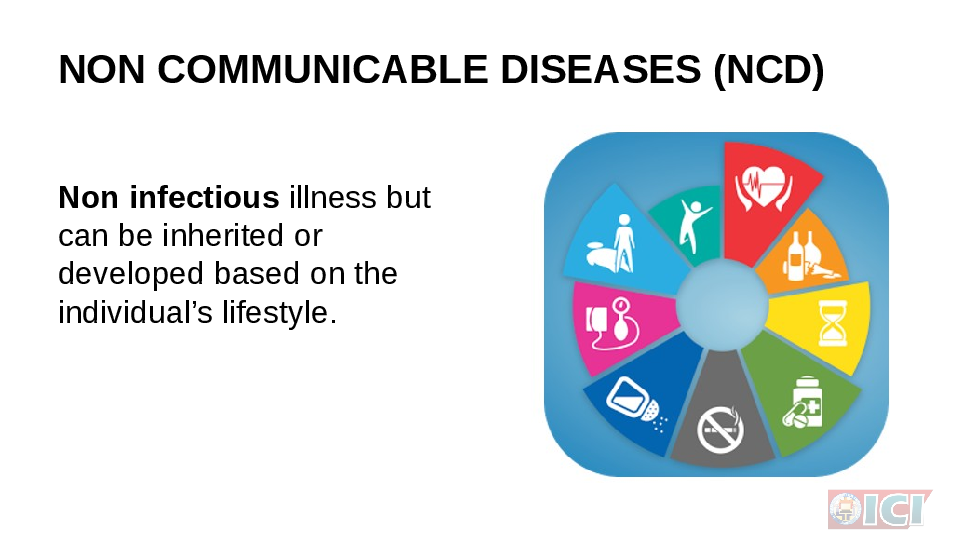 NON COMMUNICABLE DISEASES (NCD)
Non infectious illness but
can be inherited or
developed based on the
individual’s lifestyle.
ICI